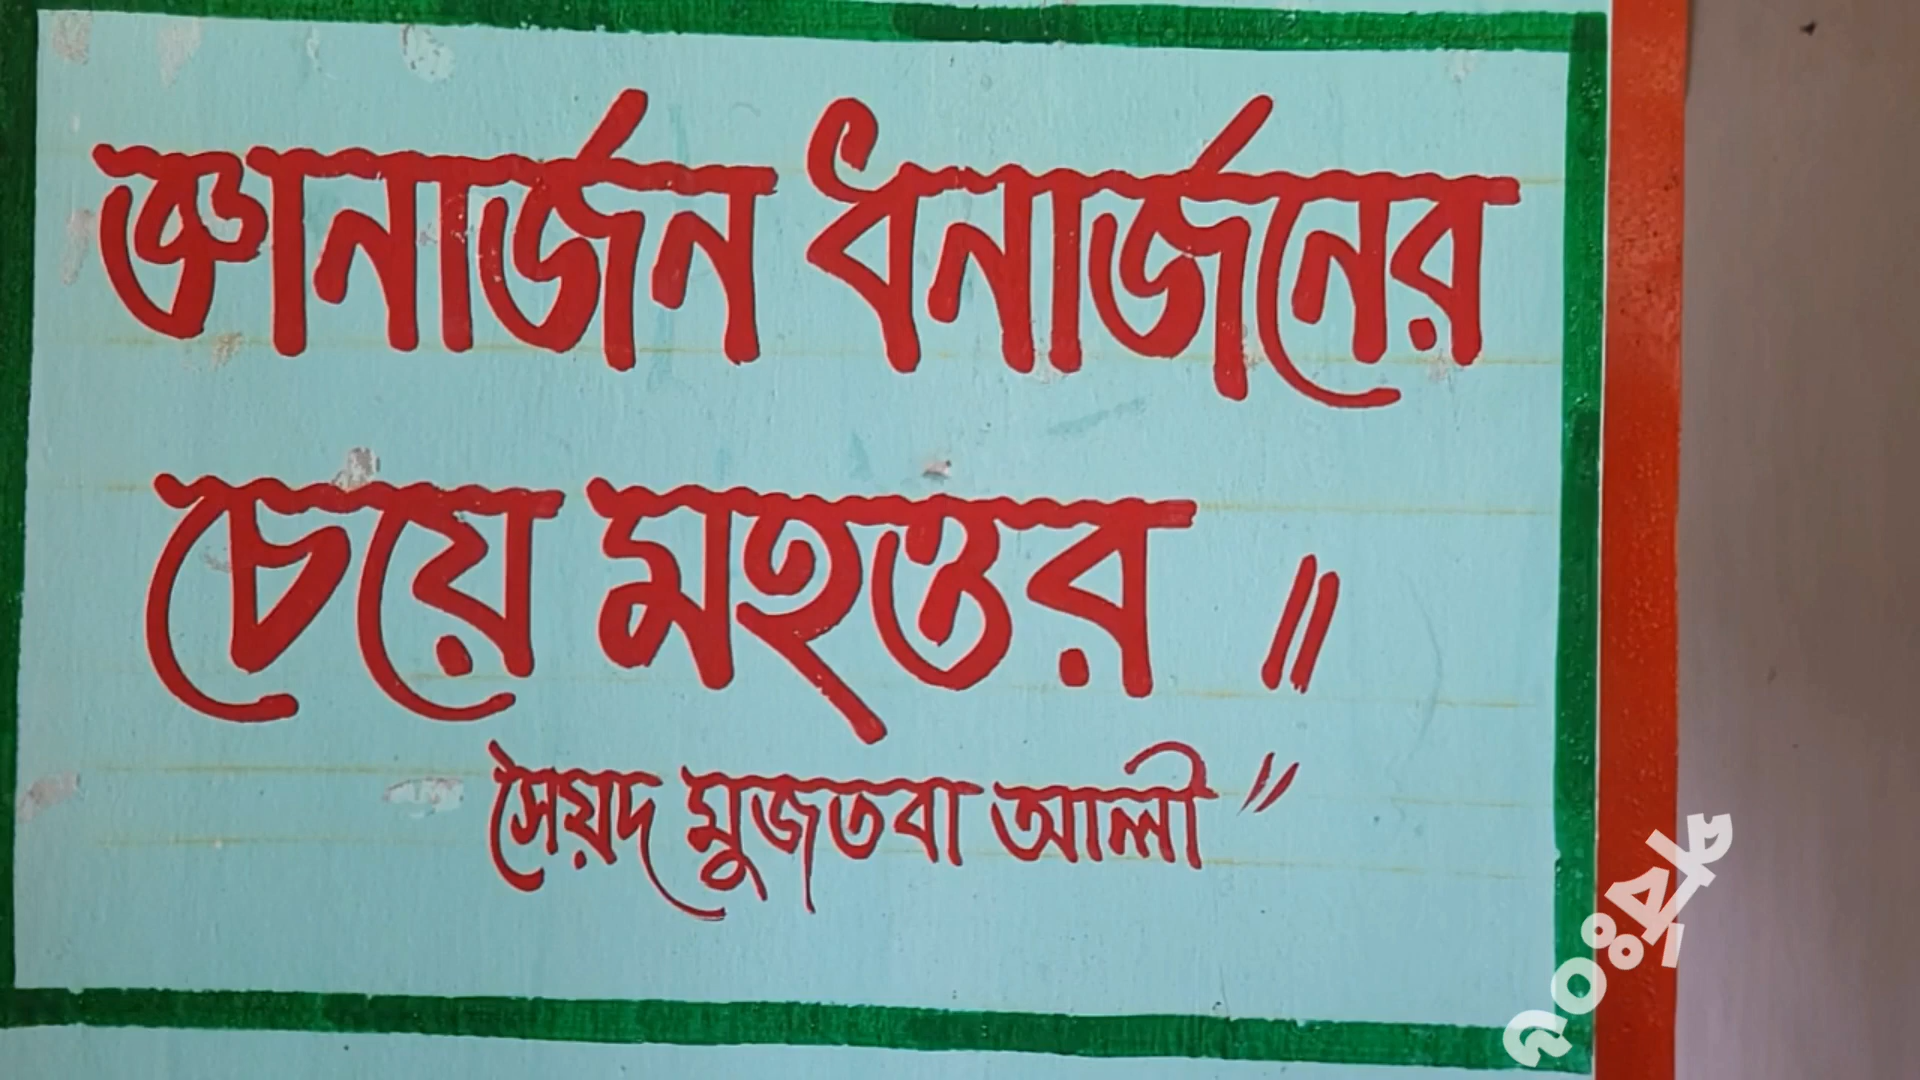 জ্ঞানার্জন ধনার্জনের
চেয়ে মহত্তর ॥
সৈয়দ মুজতবা আলী"